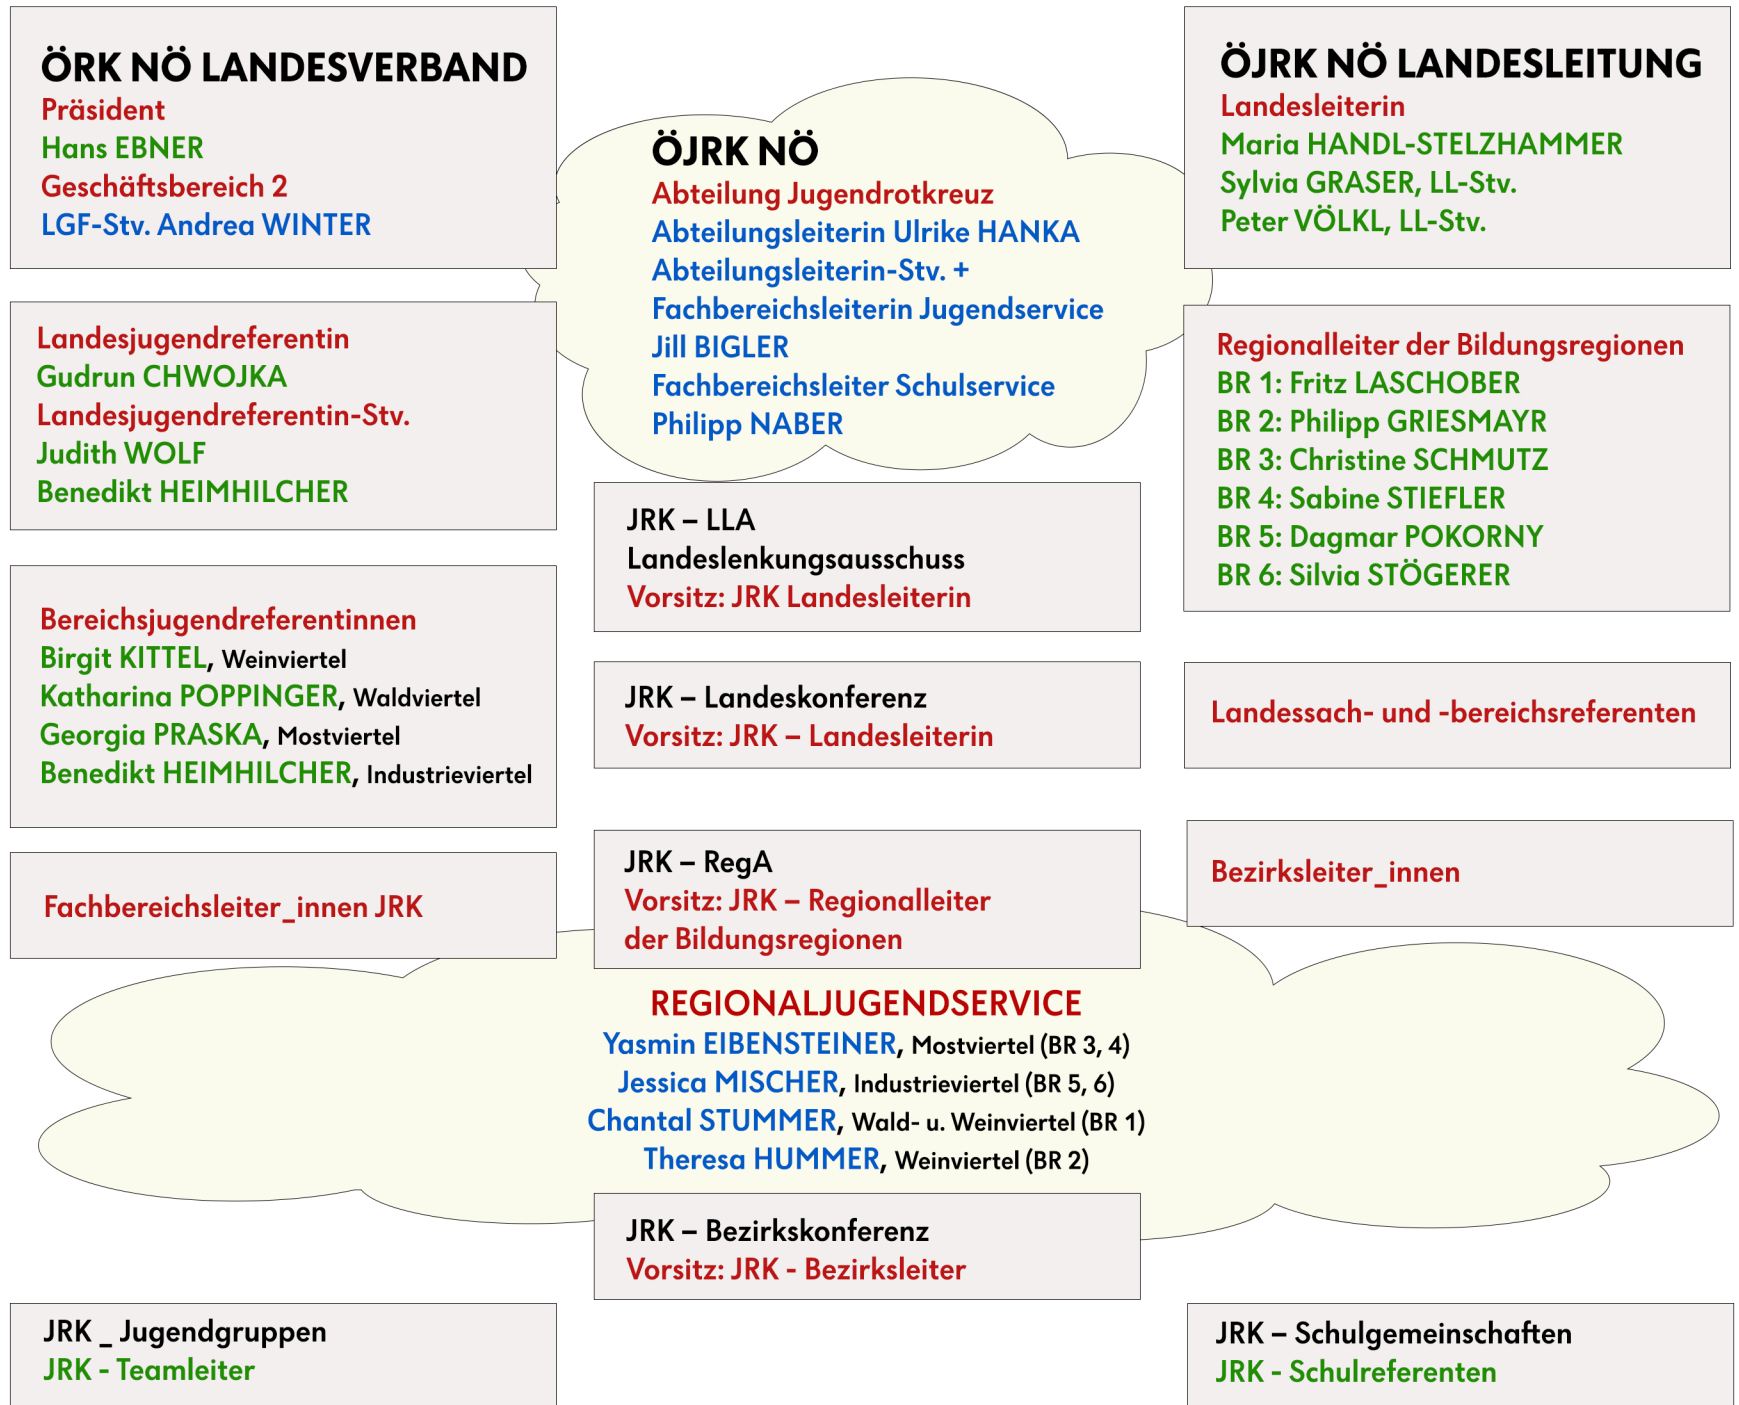 ÖRK NÖ LANDESVERBAND
Präsident
Hans EBNER
Geschäftsbereich 2
LGF-Stv. Andrea WINTER
ÖJRK NÖ
Abteilung Jugendrotkreuz
Abteilungsleiterin Ulrike HANKA
Abteilungsleiterin-Stv. +
Fachbereichsleiterin Jugendservice
Jill BIGLER
Fachbereichsleiter Schulservice
Philipp NABER
ÖJRK NÖ LANDESLEITUNG
Landesleiterin
Maria HANDL-STELZHAMMER
Sylvia GRASER, LL-Stv.
Peter VÖLKL, LL-Stv.
Landesjugendreferentin
Gudrun CHWOJKA
Landesjugendreferentin-Stv.
Judith WOLF
Benedikt HEIMHILCHER
Regionalleiter der Bildungsregionen
BR 1: Fritz LASCHOBER
BR 2: Philipp GRIESMAYR
BR 3: Christine SCHMUTZ
BR 4: Sabine STIEFLER
BR 5: Dagmar POKORNY
BR 6: Silvia STÖGERER
JRK – LLA
Landeslenkungsausschuss
Vorsitz: JRK Landesleiterin
Bereichsjugendreferentinnen
Birgit KITTEL, Weinviertel
Katharina POPPINGER, Waldviertel
Georgia PRASKA, Mostviertel
Benedikt HEIMHILCHER, Industrieviertel
JRK – Landeskonferenz
Vorsitz: JRK – Landesleiterin
Landessach- und -bereichsreferenten
Fachbereichsleiter_innen JRK
JRK – RegA
Vorsitz: JRK – Regionalleiter
der Bildungsregionen
Bezirksleiter_innen
REGIONALJUGENDSERVICE
Yasmin EIBENSTEINER, Mostviertel (BR 3, 4)
Jessica MISCHER, Industrieviertel (BR 5, 6)
Chantal STUMMER, Wald- u. Weinviertel (BR 1)
Theresa HUMMER, Weinviertel (BR 2)
JRK – Bezirkskonferenz
Vorsitz: JRK - Bezirksleiter
JRK _ Jugendgruppen
JRK - Teamleiter
JRK – Schulgemeinschaften
JRK - Schulreferenten